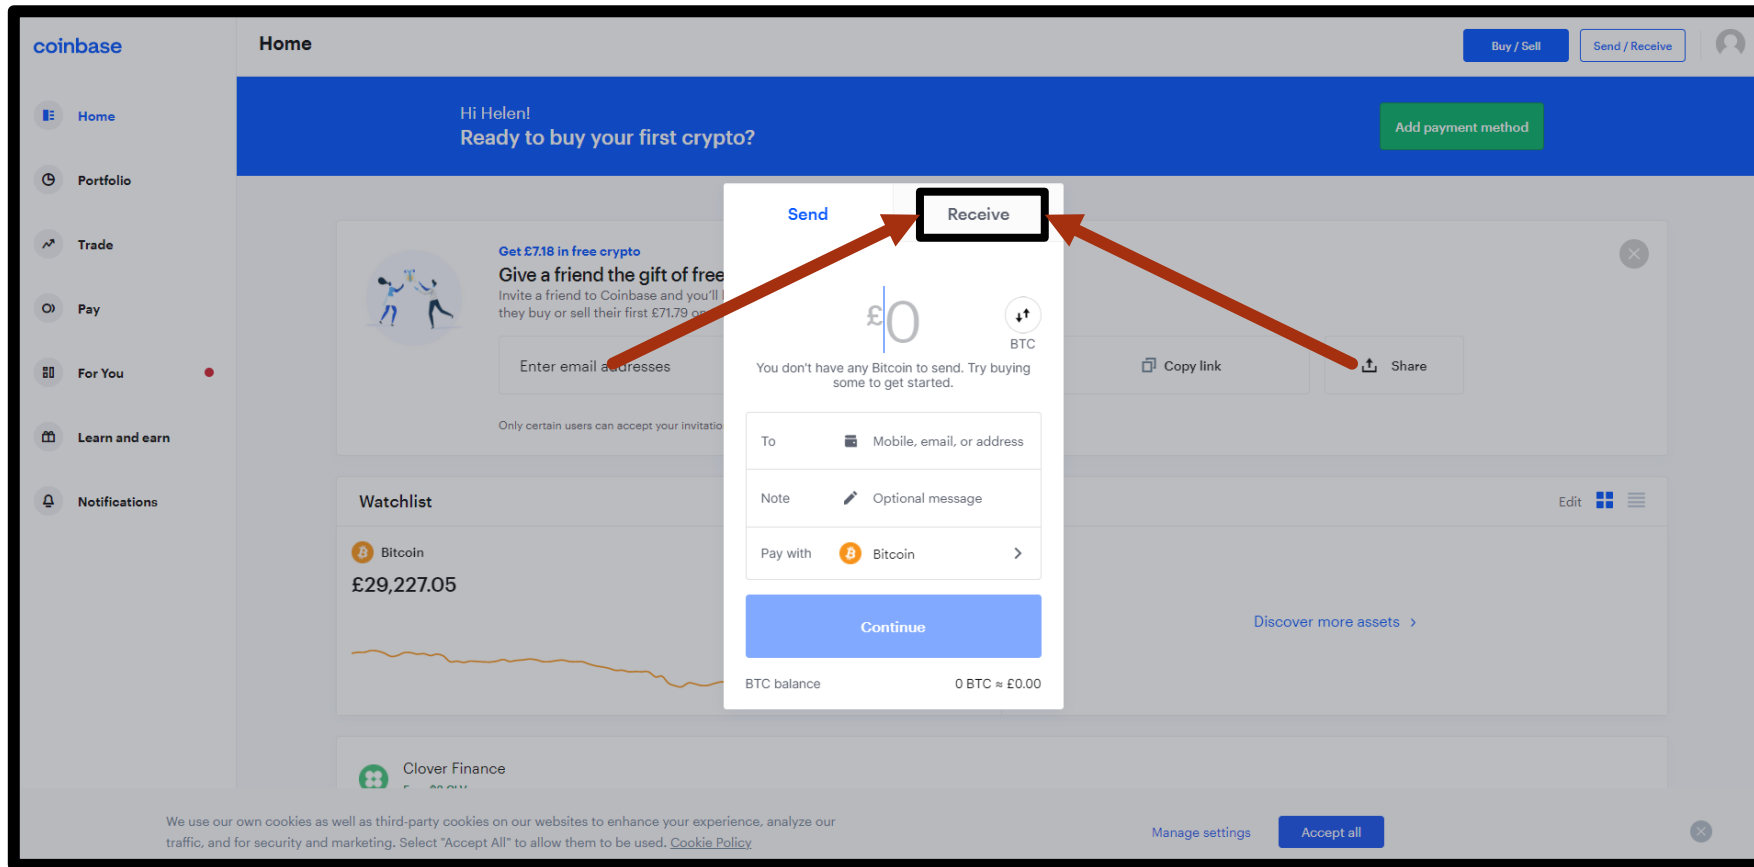 coinbase
Home
Buy / Sell
Send / Receive
Home
Portfolio
Trade
Pay
For You
Learn and earn
Notifications
Hi Helen!
Ready to buy your first crypto?
Add payment method
Get £7.18 in free crypto
Give a friend the gift of free
Invite a friend to Coinbase and you'll
they buy or sell their first £71.79 on
Enter email addresses
Copy link
Share
Only certain users can accept your invitatio
Send
Receive
£0
BTC
You don't have any Bitcoin to send. Try buying
some to get started.
To
Mobile, email, or address
Note
Optional message
Pay with
Bitcoin
Continue
BTC balance
0 BTC ≈ £0.00
Watchlist
Edit
Bitcoin
£29,227.05
Discover more assets
Clover Finance
We use our own cookies as well as third-party cookies on our websites to enhance your experience, analyze our
traffic, and for security and marketing. Select "Accept All" to allow them to be used. Cookie Policy
Manage settings
Accept all